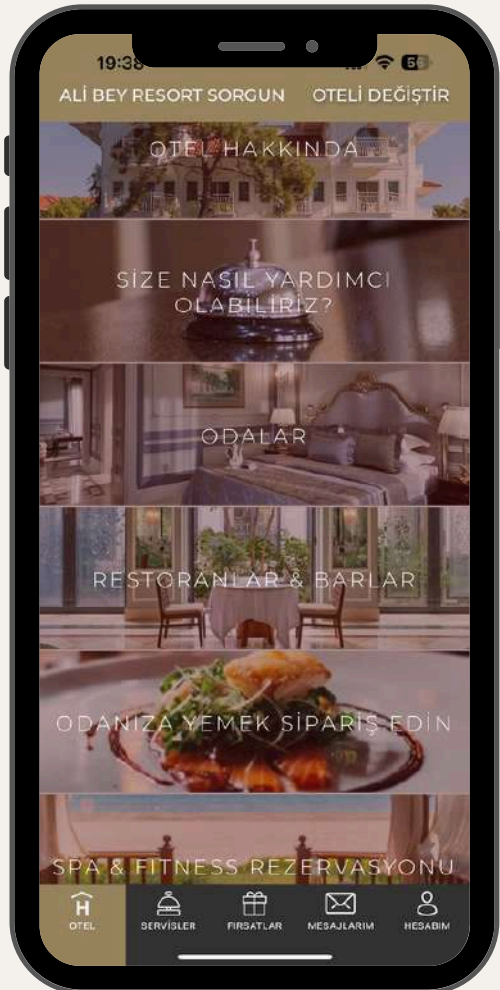 19:38
56
ALİ BEY RESORT SORGUN
OTELİ DEĞİŞTİR
OTEL HAKKINDA
SİZE NASIL YARDIMCI
OLABİLİRİZ?
ODALAR
RESTORANLAR & BARLAR
ODANIZA YEMEK SİPARİŞ EDİN
SPA & FITNESS REZERVASYONU
H
OTEL
SERVİSLER
FIRSATLAR
MESAJLARIM
HESABIM